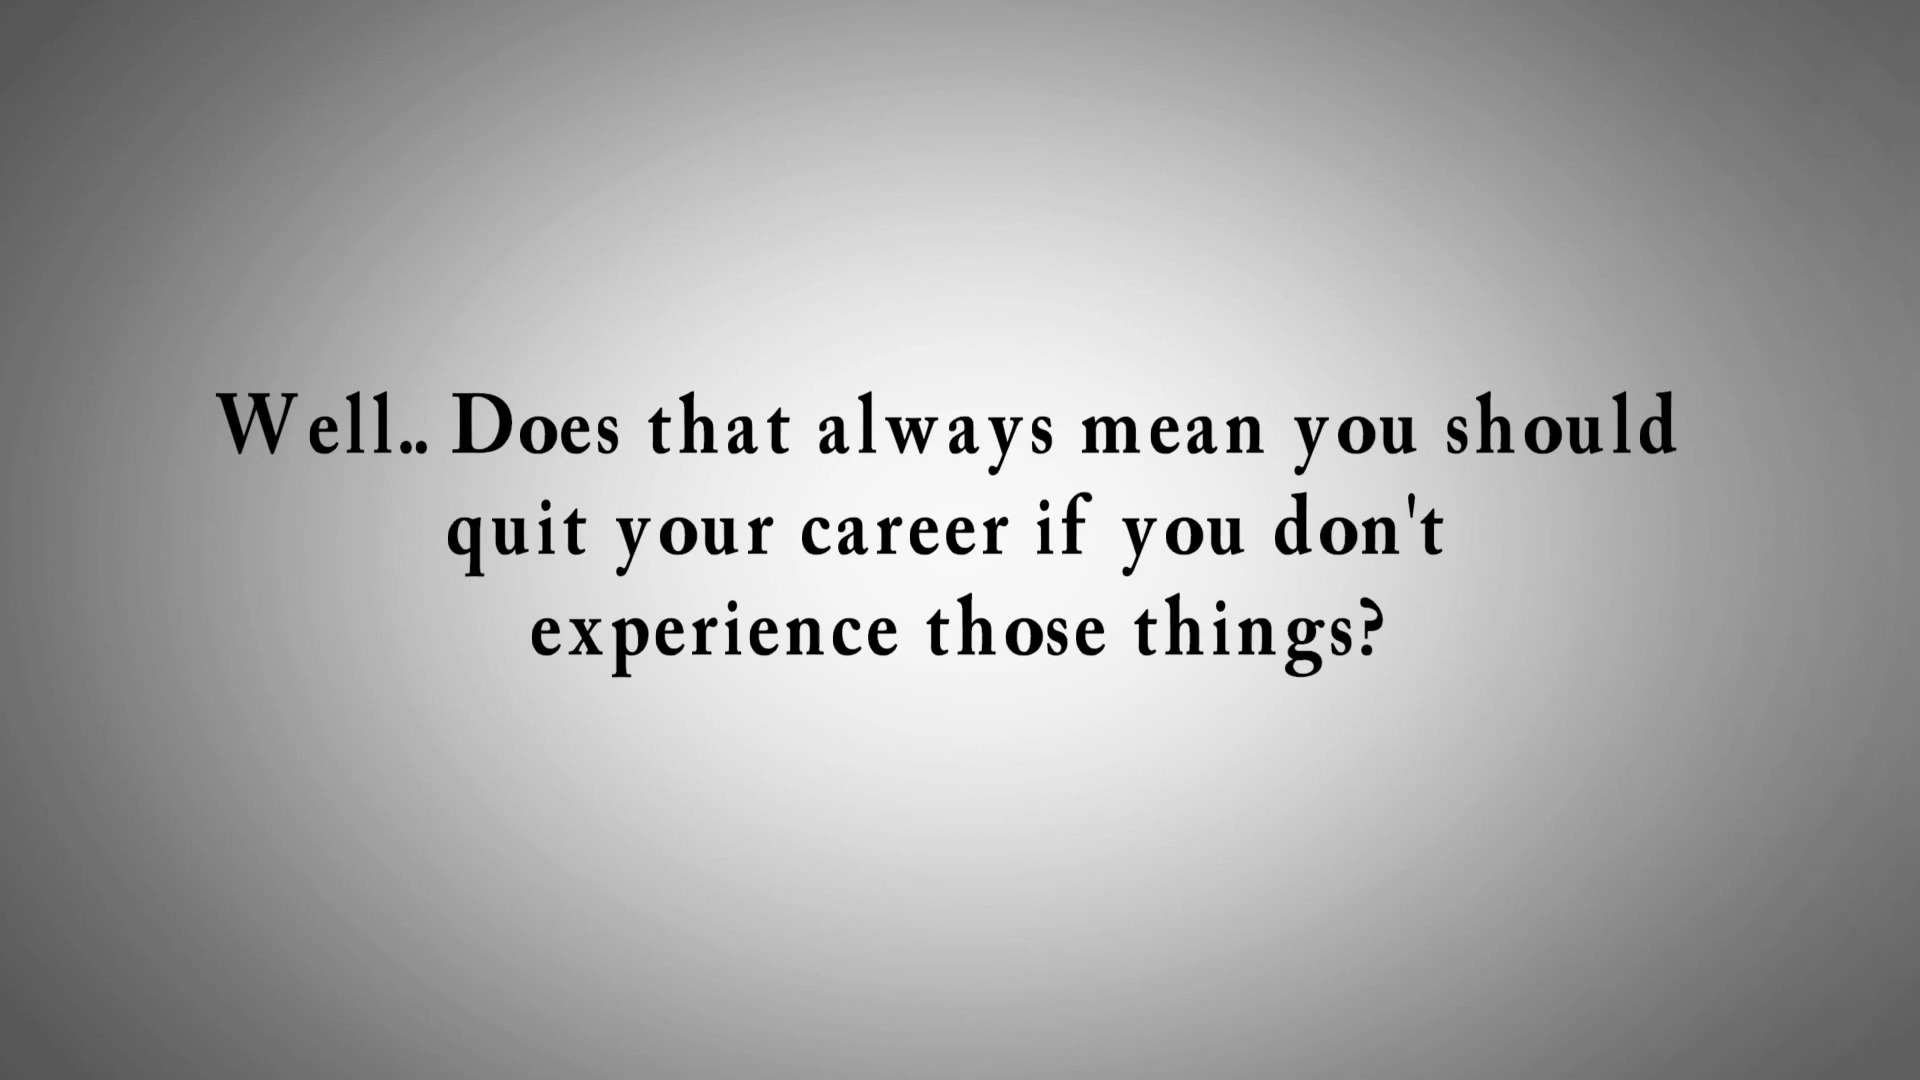 Well.. Does that always mean you should
quit your career if you don't
experience those things?